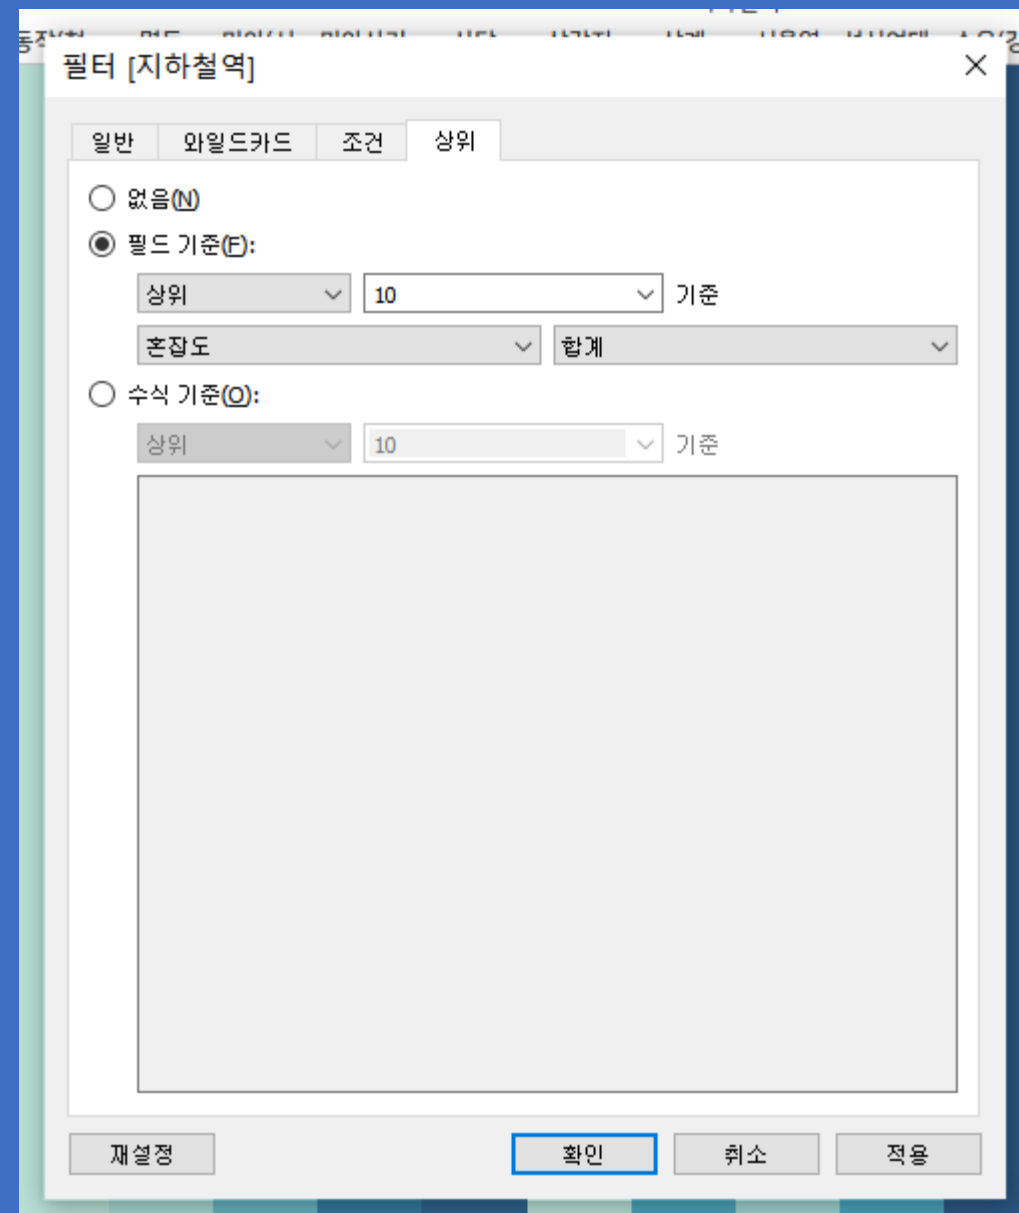 필터 [지하철역]
일반 와일드카드 조건 상위
없음(N)
필드 기준(F):
상위 10 기준
혼잡도 합계
수식 기준(O):
상위 10 기준
재설정 확인 취소 적용